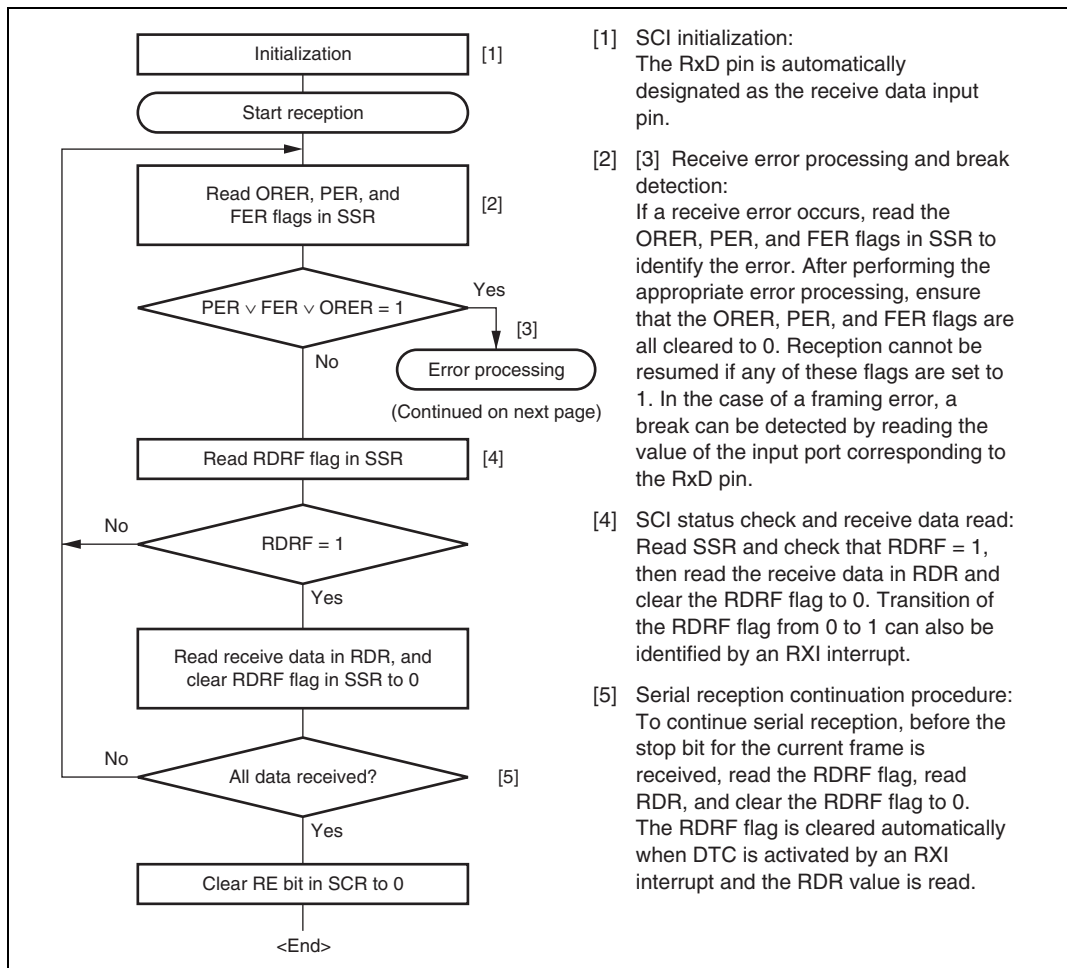 Initialization [1]
Start reception
Read ORER, PER, and
FER flags in SSR
[2]
PER ∨ FER ∨ ORER = 1
Yes
[3]
No
Error processing
(Continued on next page)
Read RDRF flag in SSR [4]
No
RDRF = 1
Yes
Read receive data in RDR, and
clear RDRF flag in SSR to 0
No
All data received? [5]
Yes
Clear RE bit in SCR to 0
<End>
[1] SCI initialization:
The RxD pin is automatically
designated as the receive data input
pin.
[2] [3] Receive error processing and break
detection:
If a receive error occurs, read the
ORER, PER, and FER flags in SSR to
identify the error. After performing the
appropriate error processing, ensure
that the ORER, PER, and FER flags are
all cleared to 0. Reception cannot be
resumed if any of these flags are set to
1. In the case of a framing error, a
break can be detected by reading the
value of the input port corresponding to
the RxD pin.
[4] SCI status check and receive data read:
Read SSR and check that RDRF = 1,
then read the receive data in RDR and
clear the RDRF flag to 0. Transition of
the RDRF flag from 0 to 1 can also be
identified by an RXI interrupt.
[5] Serial reception continuation procedure:
To continue serial reception, before the
stop bit for the current frame is
received, read the RDRF flag, read
RDR, and clear the RDRF flag to 0.
The RDRF flag is cleared automatically
when DTC is activated by an RXI
interrupt and the RDR value is read.